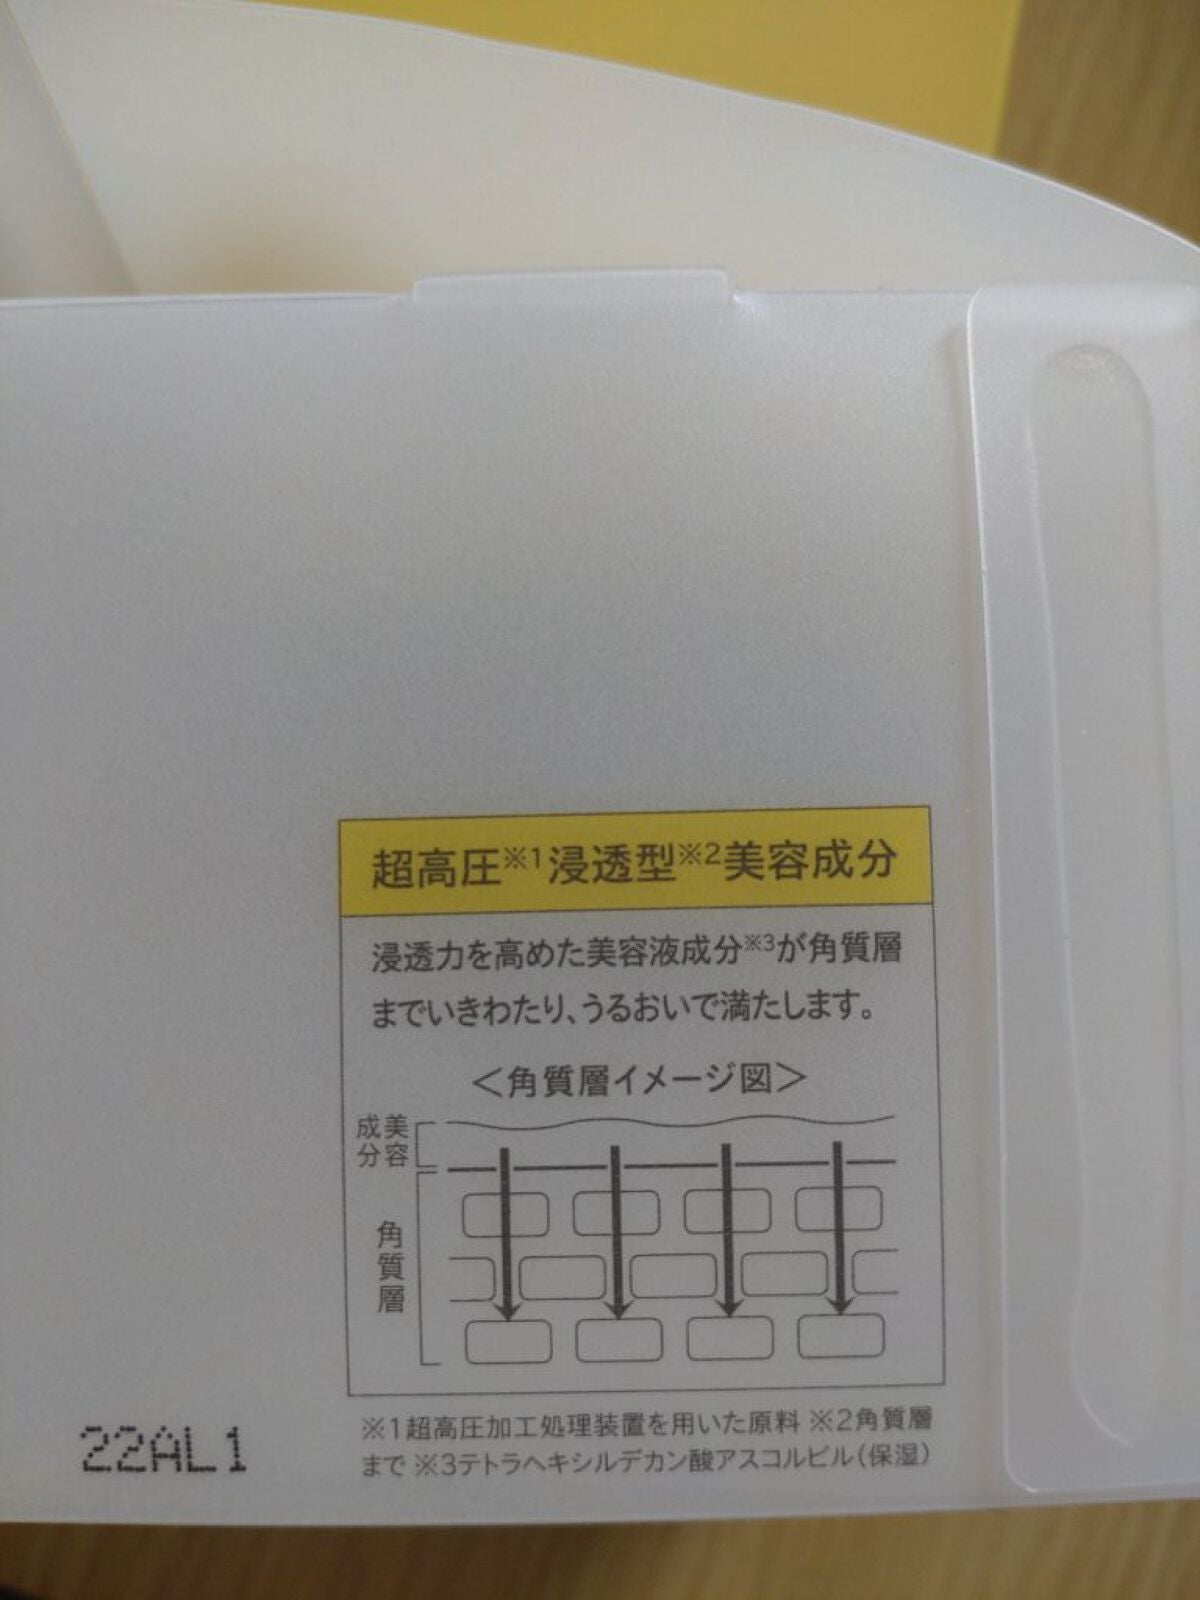 超高圧※1浸透型※2美容成分
浸透力を高めた美容液成分※3が角質層
までいきわたり、うるおいで満たします。
＜角質層イメージ図＞
美容
成分
角質層
※1超高圧加工処理装置を用いた原料 ※2角質層
まで ※3テトラヘキシルデカン酸アスコルビル（保湿）
22AL1